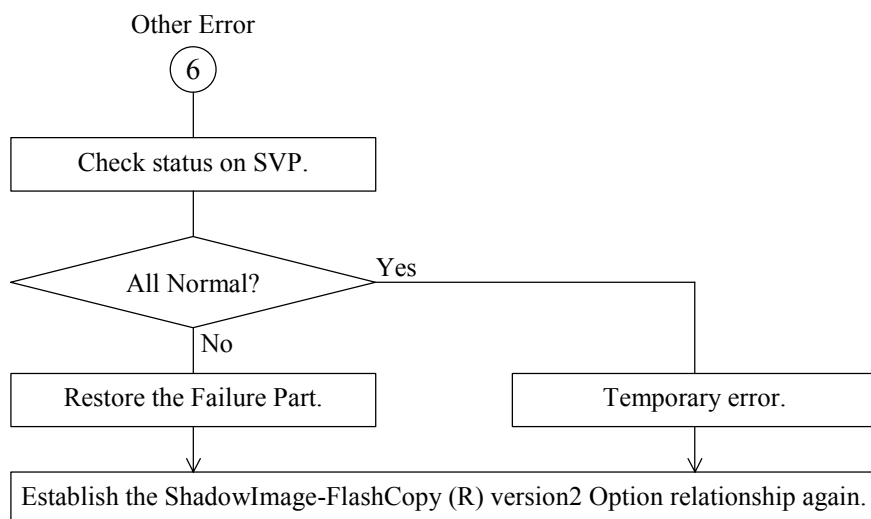 Other Error
6
Check status on SVP.
All Normal?
Yes
No
Restore the Failure Part.
Temporary error.
Establish the ShadowImage-FlashCopy (R) version2 Option relationship again.